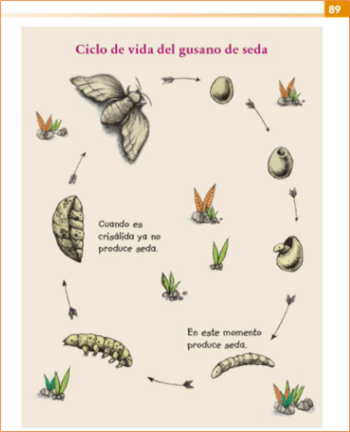 89
Ciclo de vida del gusano de seda
Cuando es
crisálida ya no
produce seda.
En este momento
produce seda.